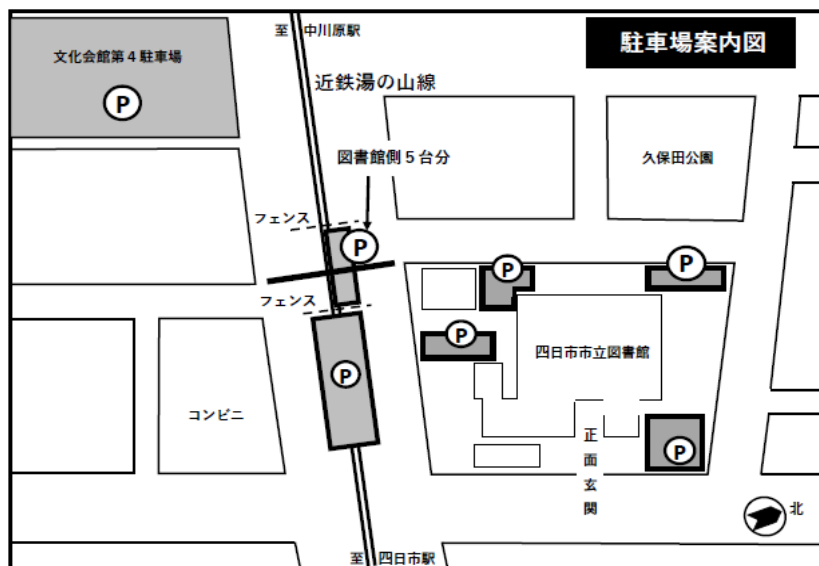 駐車場案内図
至 中川原駅
文化会館第4駐車場
P
近鉄湯の山線
図書館側5台分
久保田公園
フェンス
P
P
P
フェンス
P
四日市市立図書館
P
コンビニ
正面玄関
P
北
至 四日市駅